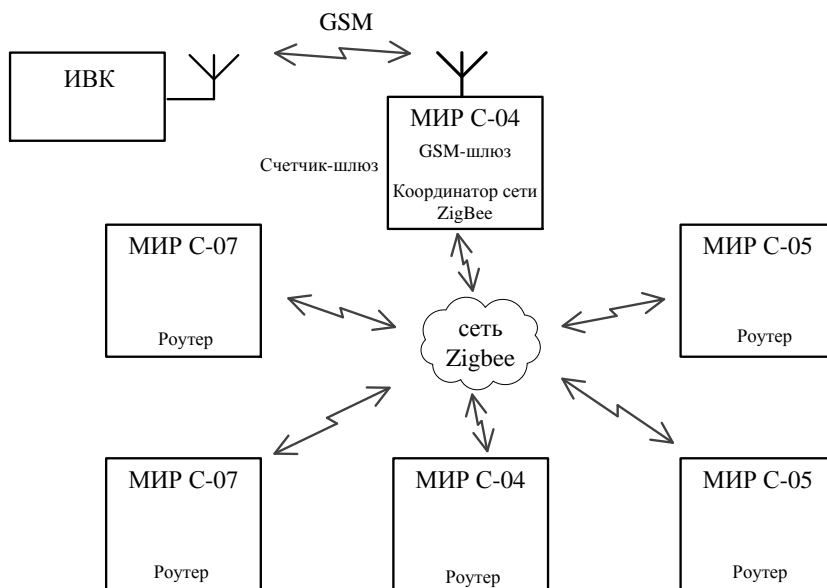 GSM
ИВК
МИР С-04
GSM-шлюз
Счетчик-шлюз
Координатор сети
ZigBee
МИР С-07
Роутер
МИР С-05
Роутер
сеть
Zigbee
МИР С-07
Роутер
МИР С-04
Роутер
МИР С-05
Роутер